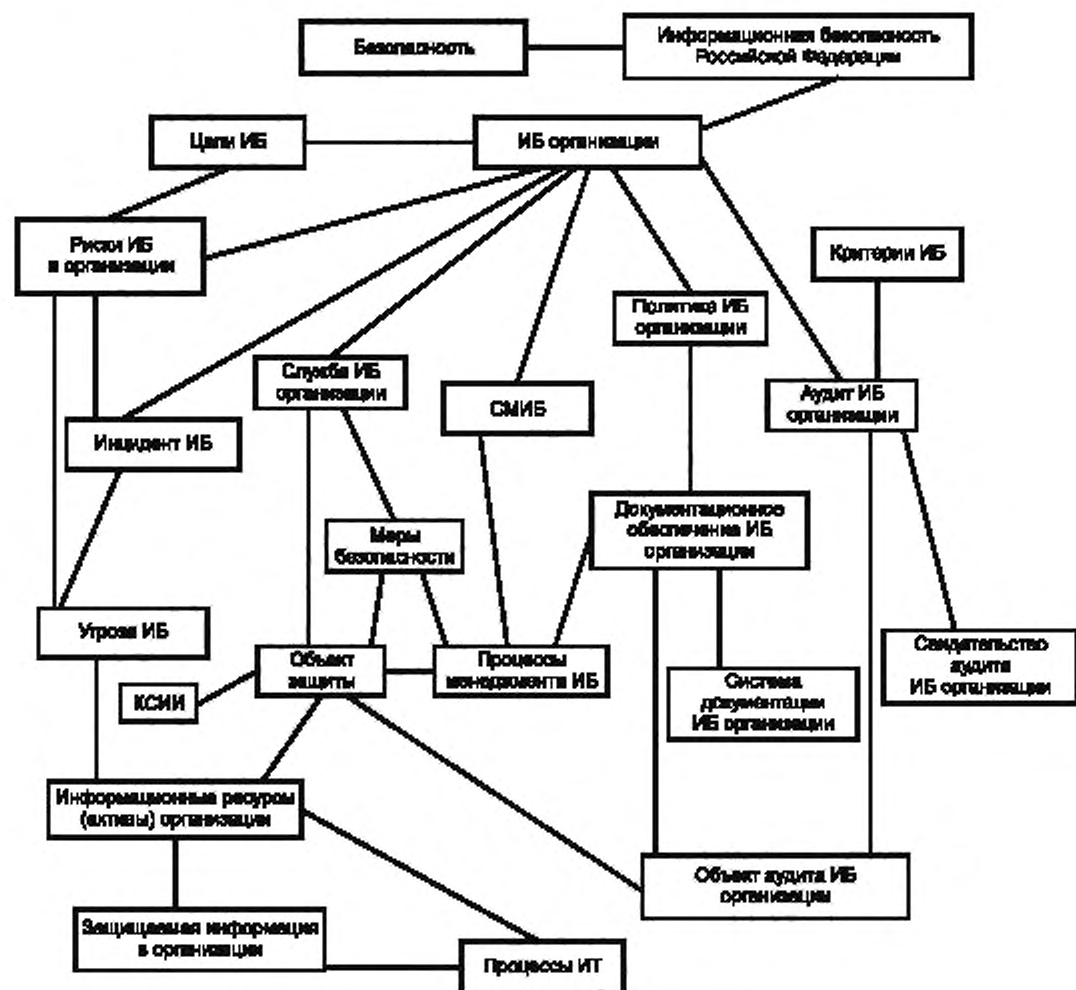 Безопасность
Информационная безопасность
Российской Федерации
Цели ИБ
ИБ организации
Риски ИБ
в организации
Критерии ИБ
Политика ИБ
организации
Служба ИБ
организации
СМИБ
Аудит ИБ
организации
Инцидент ИБ
Документационное
обеспечение ИБ
организации
Меры
безопасности
Угроза ИБ
Объект
защиты
Процессы
менеджмента ИБ
Свидетельство
аудита
ИБ организации
КСИИ
Система
документации
ИБ организации
Информационные ресурсы
(активы) организации
Объект аудита ИБ
организации
Защищаемая информация
в организации
Процессы ИТ